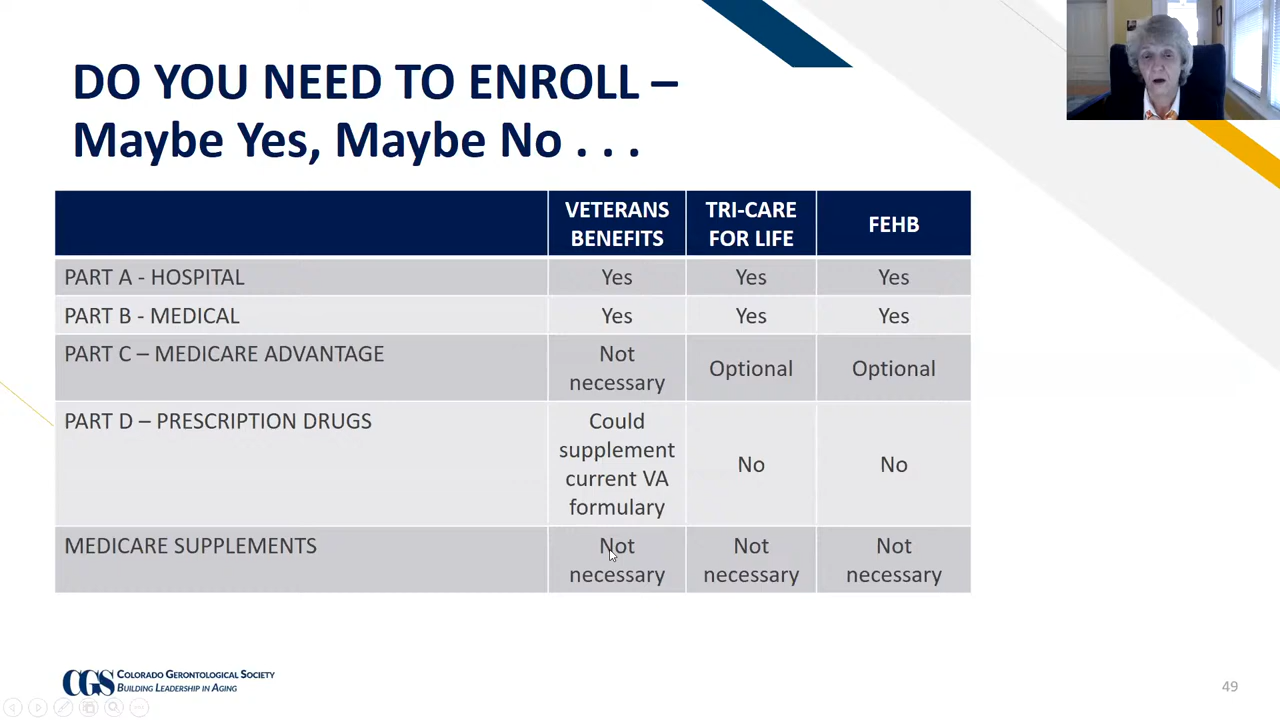 DO YOU NEED TO ENROLL –
Maybe Yes, Maybe No . . .
VETERANS
BENEFITS
TRI-CARE
FOR LIFE
FEHB
PART A - HOSPITAL
Yes
Yes
Yes
PART B - MEDICAL
Yes
Yes
Yes
PART C – MEDICARE ADVANTAGE
Not
necessary
Optional
Optional
PART D – PRESCRIPTION DRUGS
Could
supplement
current VA
formulary
No
No
MEDICARE SUPPLEMENTS
Not
necessary
Not
necessary
Not
necessary
CGS
COLORADO GERONTOLOGICAL SOCIETY
BUILDING LEADERSHIP IN AGING
49